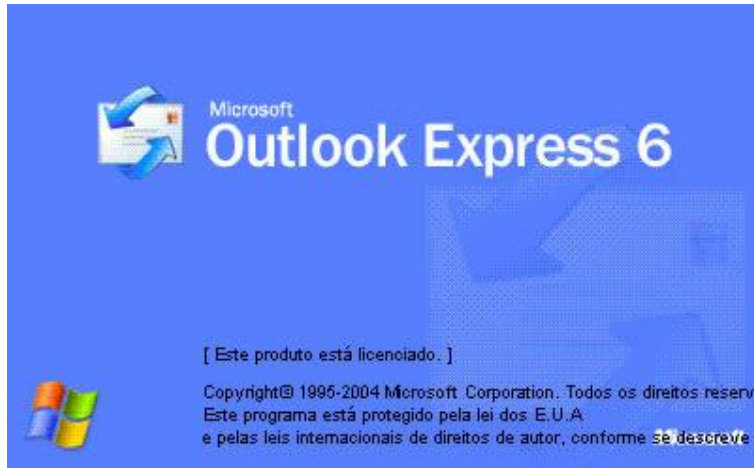 Microsoft
Outlook Express 6
[ Este produto está licenciado. ]
Copyright© 1995-2004 Microsoft Corporation. Todos os direitos reserv
Este programa está protegido pela lei dos E.U.A
e pelas leis internacionais de direitos de autor, conforme se descreve